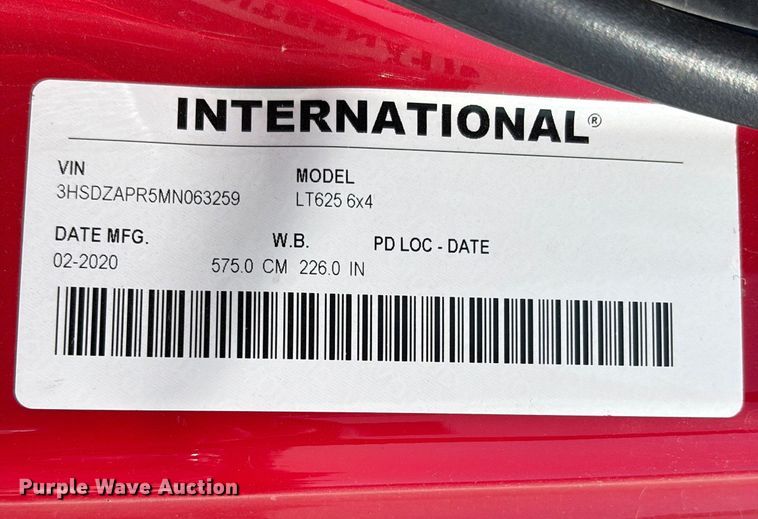 INTERNATIONAL®
VIN MODEL
3HSDZAPR5MN063259 LT625 6x4
DATE MFG. W.B. PD LOC - DATE
02-2020 575.0 CM 226.0 IN
Purple Wave Auction